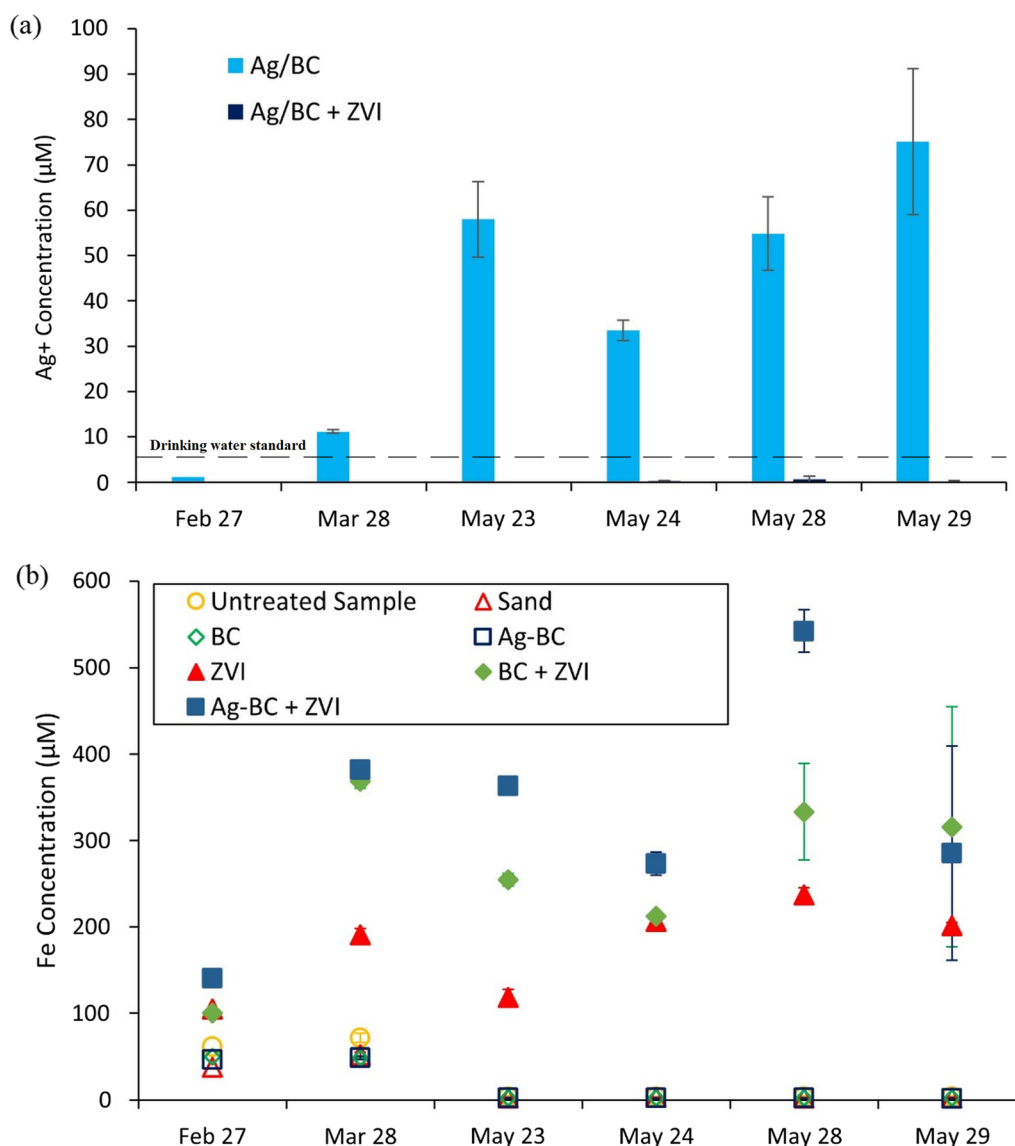 (a)
100
90
80
70
60
50
40
30
20
10
0
Ag+ Concentration (µM)
Ag/BC
Ag/BC + ZVI
Drinking water standard
Feb 27 Mar 28 May 23 May 24 May 28 May 29
(b)
600
500
400
300
200
100
0
Fe Concentration (µM)
Untreated Sample Sand
BC Ag-BC
ZVI BC + ZVI
Ag-BC + ZVI
Feb 27 Mar 28 May 23 May 24 May 28 May 29